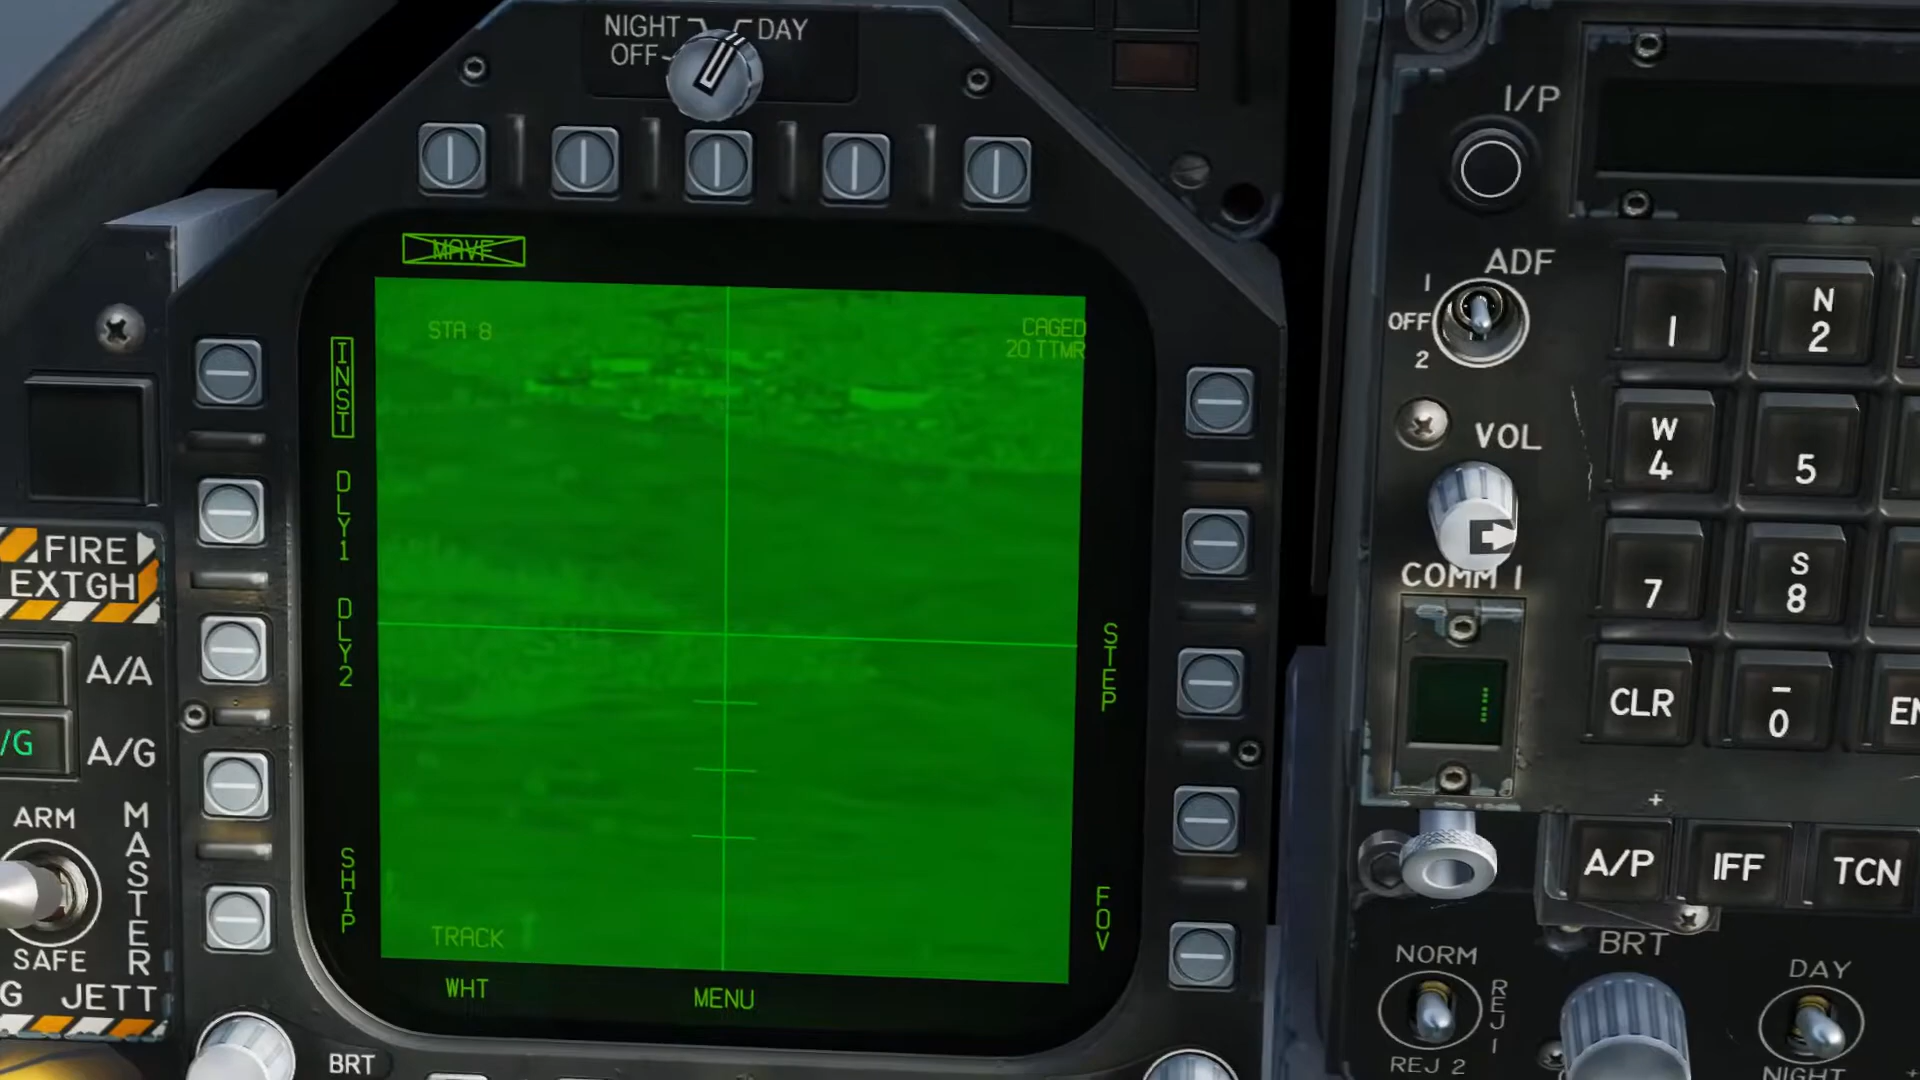 NIGHT
DAY
OFF
MAVF
STA 8
CAGED
20 TTMR
INST
DLY1
DLY2
SHIP
STEP
FOV
TRACK
WHT
MENU
BRT
FIRE
EXTGH
A/A
/G
A/G
ARM
MASTER
SAFE
G JETT
I/P
ADF
1
OFF
2
VOL
COMM 1
1
N
2
W
4
5
7
S
8
CLR
–
0
A/P
IFF
TCN
NORM
REJ 1
REJ 2
BRT
DAY
NIGHT